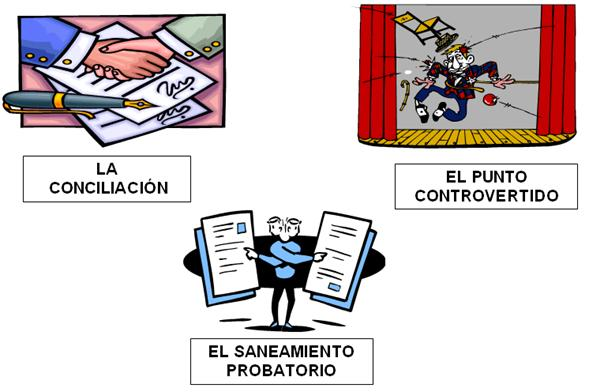 LA
CONCILIACIÓN
EL PUNTO
CONTROVERTIDO
EL SANEAMIENTO
PROBATORIO